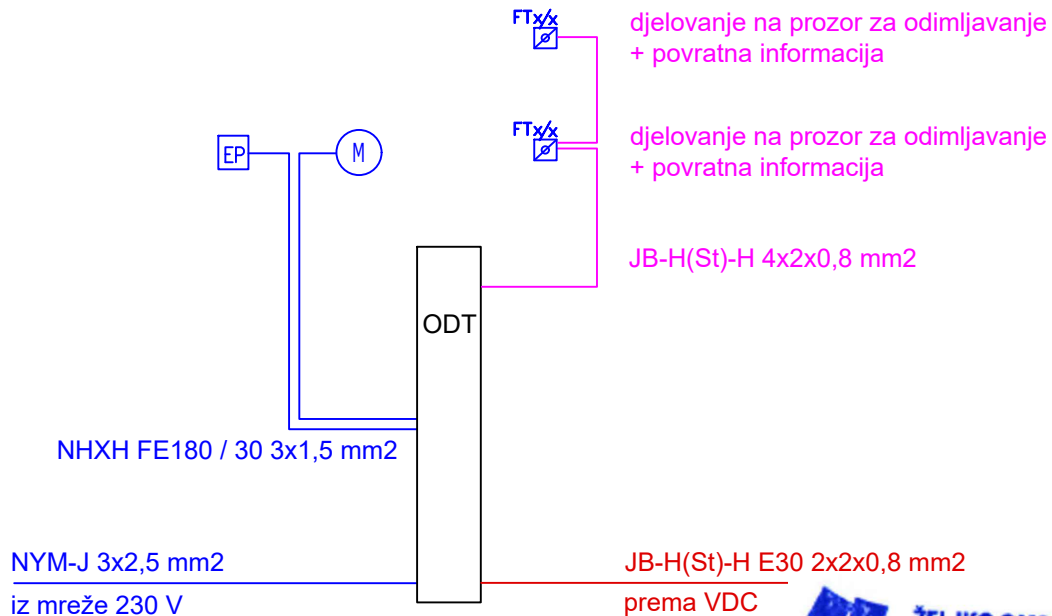 FTx/x
djelovanje na prozor za odimljavanje
+ povratna informacija
FTx/x
djelovanje na prozor za odimljavanje
+ povratna informacija
EP
M
JB-H(St)-H 4x2x0,8 mm2
ODT
NHXH FE180 / 30 3x1,5 mm2
NYM-J 3x2,5 mm2
iz mreže 230 V
JB-H(St)-H E30 2x2x0,8 mm2
prema VDC